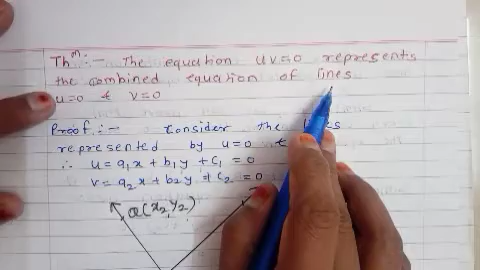 Thm :- The equation uv=0 represents
the combined equation of lines
u=0 & v=0
Proof :- Consider the
represented by u=0
∴ u = a₁x + b₁y + c₁ = 0
v = a₂x + b₂y + c₂ = 0
Q(x₂,y₂)